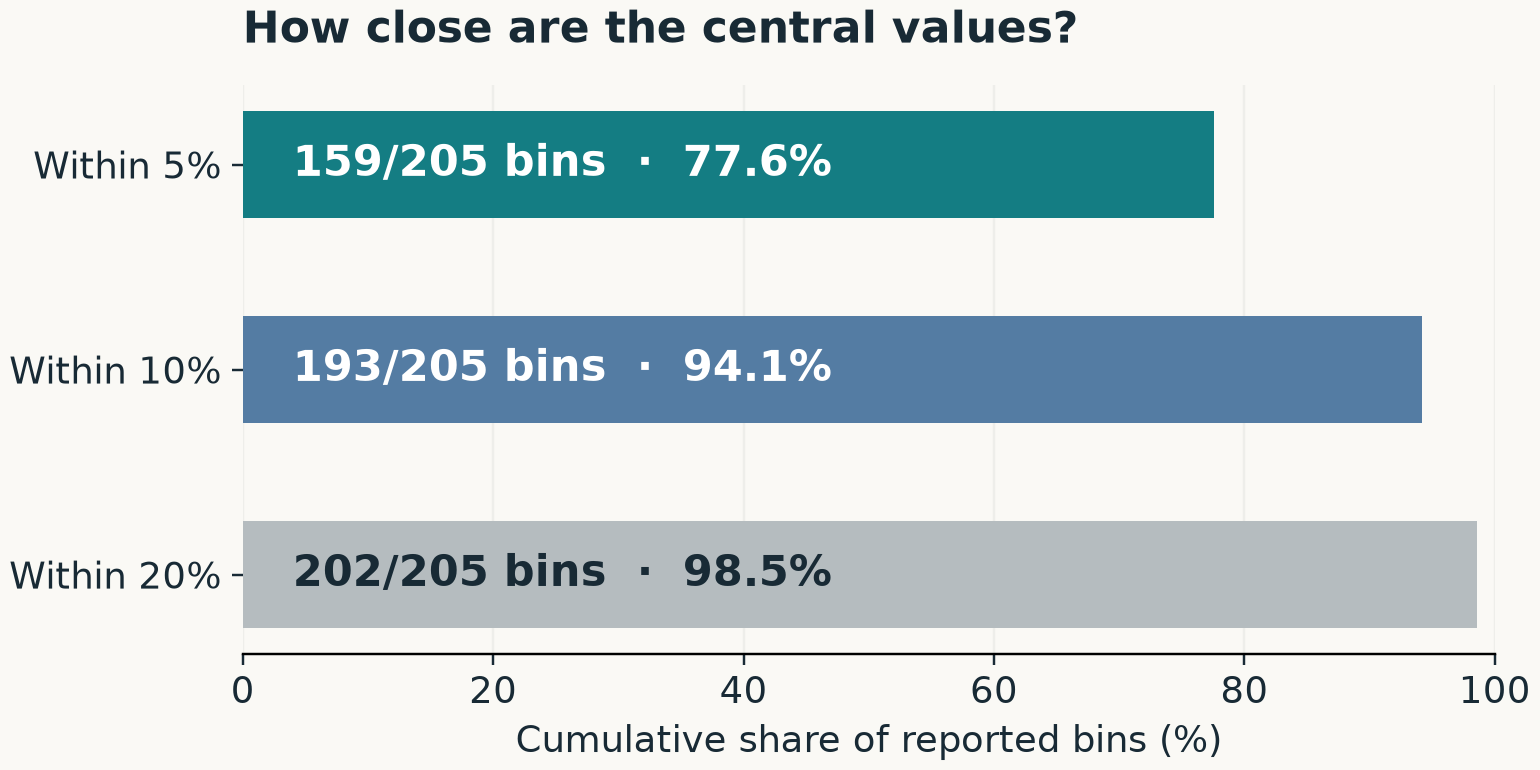 How close are the central values?
Within 5%
159/205 bins · 77.6%
Within 10%
193/205 bins · 94.1%
Within 20%
202/205 bins · 98.5%
0 20 40 60 80 100
Cumulative share of reported bins (%)